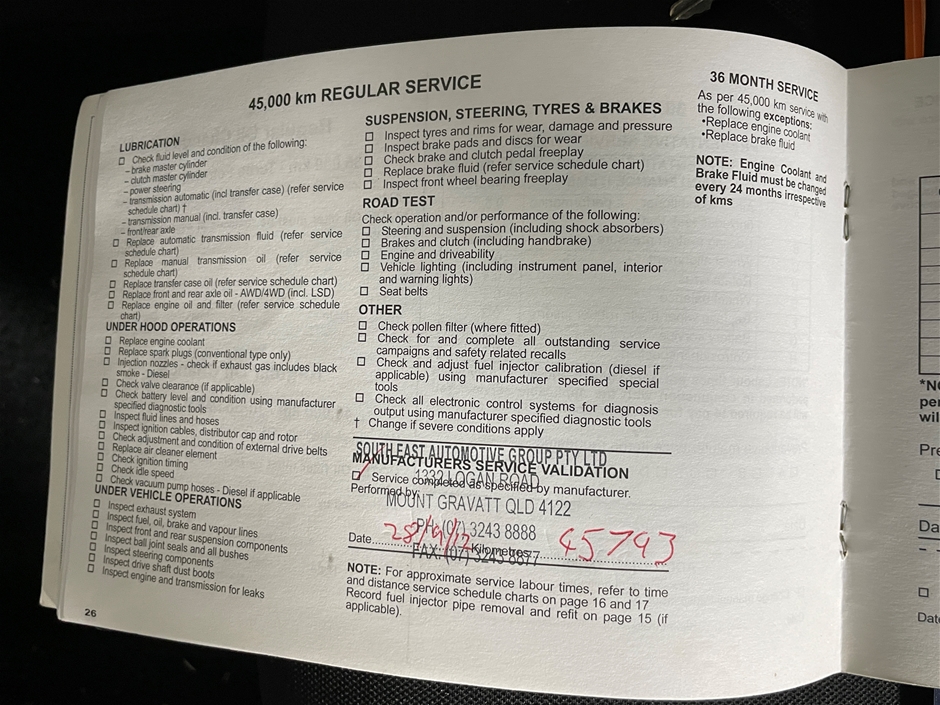 45,000 km REGULAR SERVICE
LUBRICATION
Check fluid level and condition of the following:
– brake master cylinder
– clutch master cylinder
– power steering
– transmission automatic (incl transfer case) (refer service
schedule chart) †
– transmission manual (incl. transfer case)
– front/rear axle
Replace automatic transmission fluid (refer service
schedule chart)
Replace manual transmission oil (refer service
schedule chart)
Replace transfer case oil (refer service schedule chart)
Replace front and rear axle oil - AWD/4WD (incl. LSD)
Replace engine oil and filter (refer service schedule
chart)
UNDER HOOD OPERATIONS
Replace engine coolant
Replace spark plugs (conventional type only)
Injection nozzles - check if exhaust gas includes black
smoke - Diesel
Check valve clearance (if applicable)
Check battery level and condition using manufacturer
specified diagnostic tools
Inspect fluid lines and hoses
Inspect ignition cables, distributor cap and rotor
Check adjustment and condition of external drive belts
Replace air cleaner element
Check ignition timing
Check idle speed
Check vacuum pump hoses - Diesel if applicable
UNDER VEHICLE OPERATIONS
Inspect exhaust system
Inspect fuel, oil, brake and vapour lines
Inspect front and rear suspension components
Inspect ball joint seals and all bushes
Inspect steering components
Inspect drive shaft dust boots
Inspect engine and transmission for leaks
26
SUSPENSION, STEERING, TYRES & BRAKES
Inspect tyres and rims for wear, damage and pressure
Inspect brake pads and discs for wear
Check brake and clutch pedal freeplay
Replace brake fluid (refer service schedule chart)
Inspect front wheel bearing freeplay
ROAD TEST
Check operation and/or performance of the following:
Steering and suspension (including shock absorbers)
Brakes and clutch (including handbrake)
Engine and driveability
Vehicle lighting (including instrument panel, interior
and warning lights)
Seat belts
OTHER
Check pollen filter (where fitted)
Check for and complete all outstanding service
campaigns and safety related recalls
Check and adjust fuel injector calibration (diesel if
applicable) using manufacturer specified special
tools
Check all electronic control systems for diagnosis
output using manufacturer specified diagnostic tools
† Change if severe conditions apply
SOUTH EAST AUTOMOTIVE GROUP PTY LTD
MANUFACTURERS SERVICE VALIDATION
1332 LOGAN ROAD
Service completed as specified by manufacturer.
Performed by:
MOUNT GRAVATT QLD 4122
PH: (07) 3243 8888
Date 28/9/12 Kilometres 45793
FAX: (07) 3243 8877
NOTE: For approximate service labour times, refer to time
and distance service schedule charts on page 16 and 17
Record fuel injector pipe removal and refit on page 15 (if
applicable).
36 MONTH SERVICE
As per 45,000 km service with
the following exceptions:
•Replace engine coolant
•Replace brake fluid
NOTE: Engine Coolant and
Brake Fluid must be changed
every 24 months irrespective
of kms